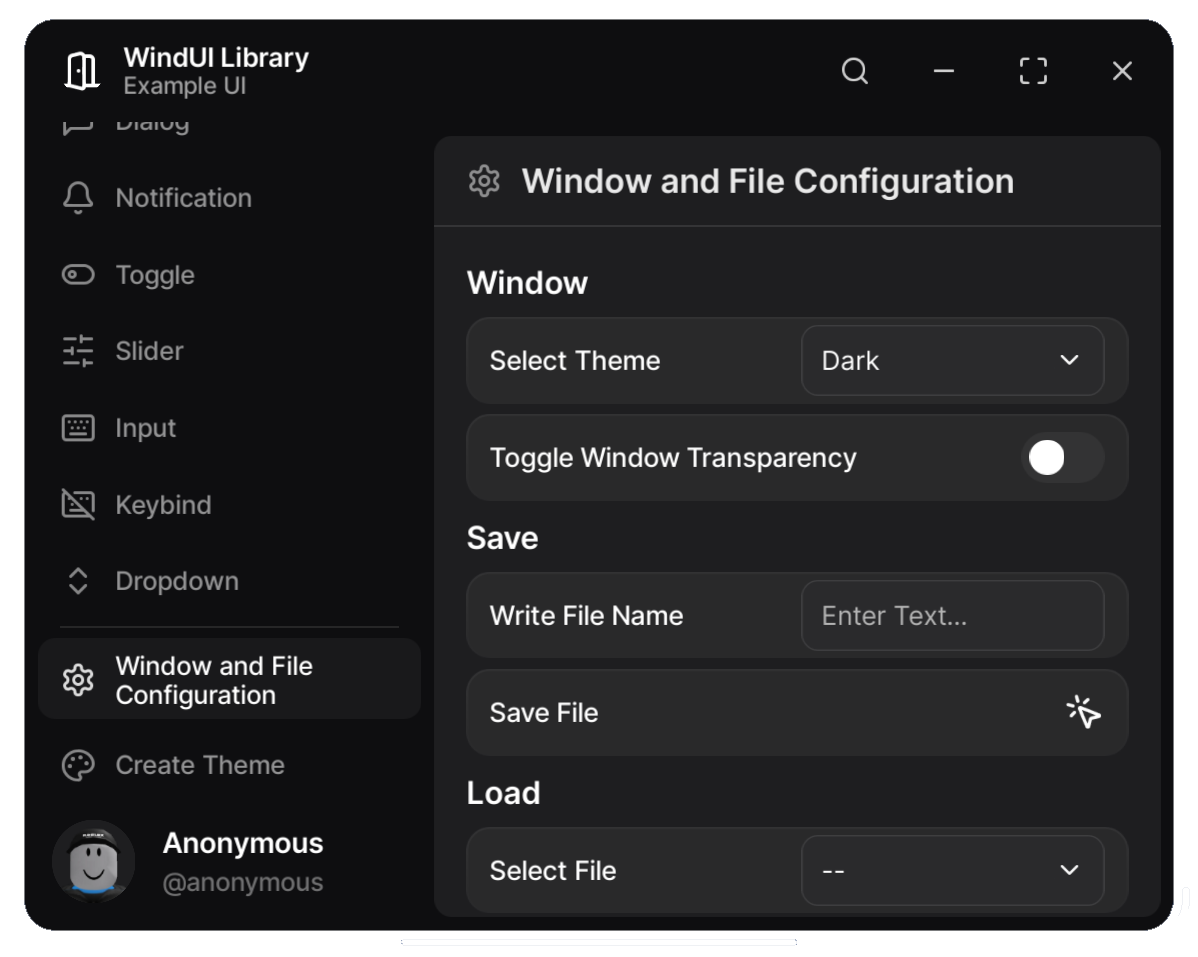 WindUI Library
Example UI
Dialog
Notification
Toggle
Slider
Input
Keybind
Dropdown
Window and File
Configuration
Create Theme
Anonymous
@anonymous
Window and File Configuration
Window
Select Theme
Dark
Toggle Window Transparency
Save
Write File Name
Enter Text...
Save File
Load
Select File
--